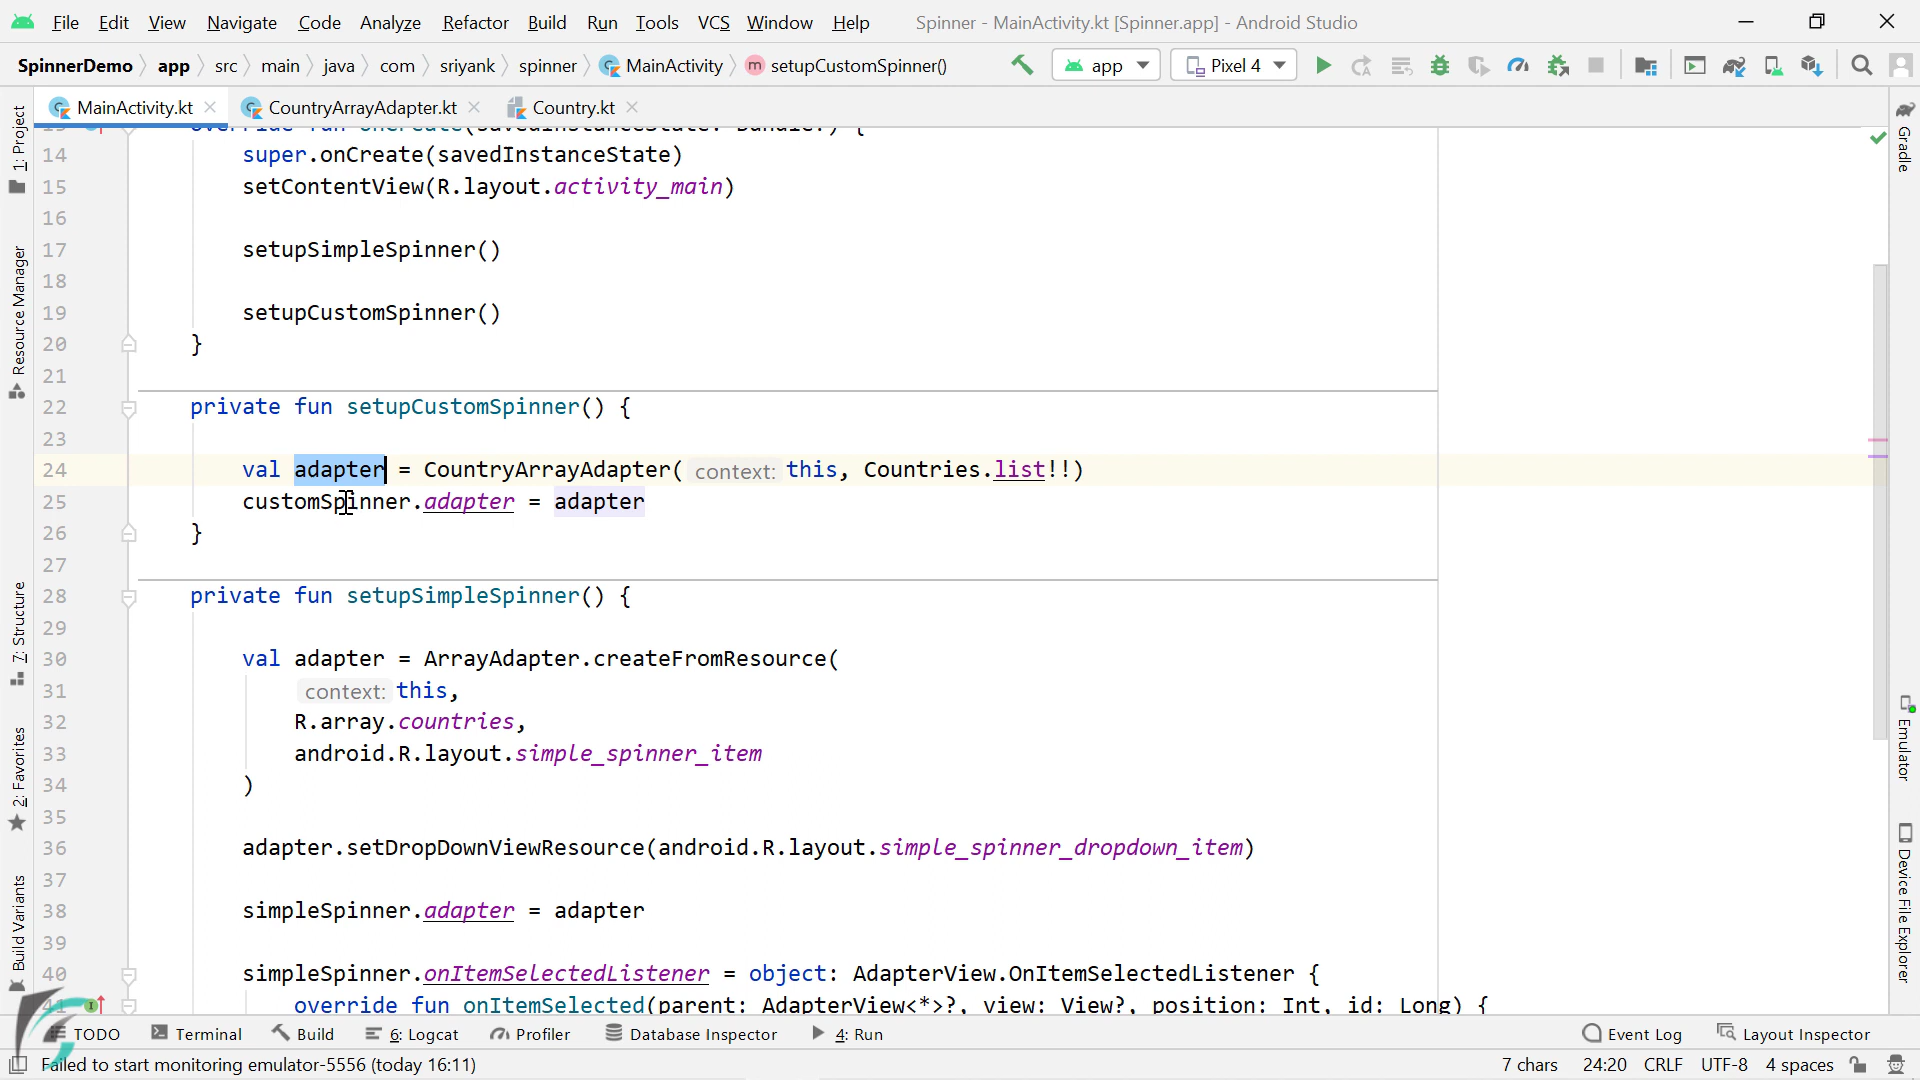 File Edit View Navigate Code Analyze Refactor Build Run Tools VCS Window Help Spinner - MainActivity.kt [Spinner.app] - Android Studio
SpinnerDemo app src main java com sriyank spinner MainActivity setupCustomSpinner() app Pixel 4
MainActivity.kt CountryArrayAdapter.kt Country.kt
14 super.onCreate(savedInstanceState)
15 setContentView(R.layout.activity_main)
16
17 setupSimpleSpinner()
18
19 setupCustomSpinner()
20 }
21
22 private fun setupCustomSpinner() {
23
24 val adapter = CountryArrayAdapter( context: this, Countries.list!!)
25 customSpinner.adapter = adapter
26 }
27
28 private fun setupSimpleSpinner() {
29
30 val adapter = ArrayAdapter.createFromResource(
31 context: this,
32 R.array.countries,
33 android.R.layout.simple_spinner_item
34 )
35
36 adapter.setDropDownViewResource(android.R.layout.simple_spinner_dropdown_item)
37
38 simpleSpinner.adapter = adapter
39
40 simpleSpinner.onItemSelectedListener = object: AdapterView.OnItemSelectedListener {
41 override fun onItemSelected(parent: AdapterView<*>?, view: View?, position: Int, id: Long) {
1: Project
Resource Manager
7: Structure
2: Favorites
Build Variants
Gradle
Emulator
Device File Explorer
TODO Terminal Build 6: Logcat Profiler Database Inspector 4: Run Event Log Layout Inspector
Failed to start monitoring emulator-5556 (today 16:11) 7 chars 24:20 CRLF UTF-8 4 spaces